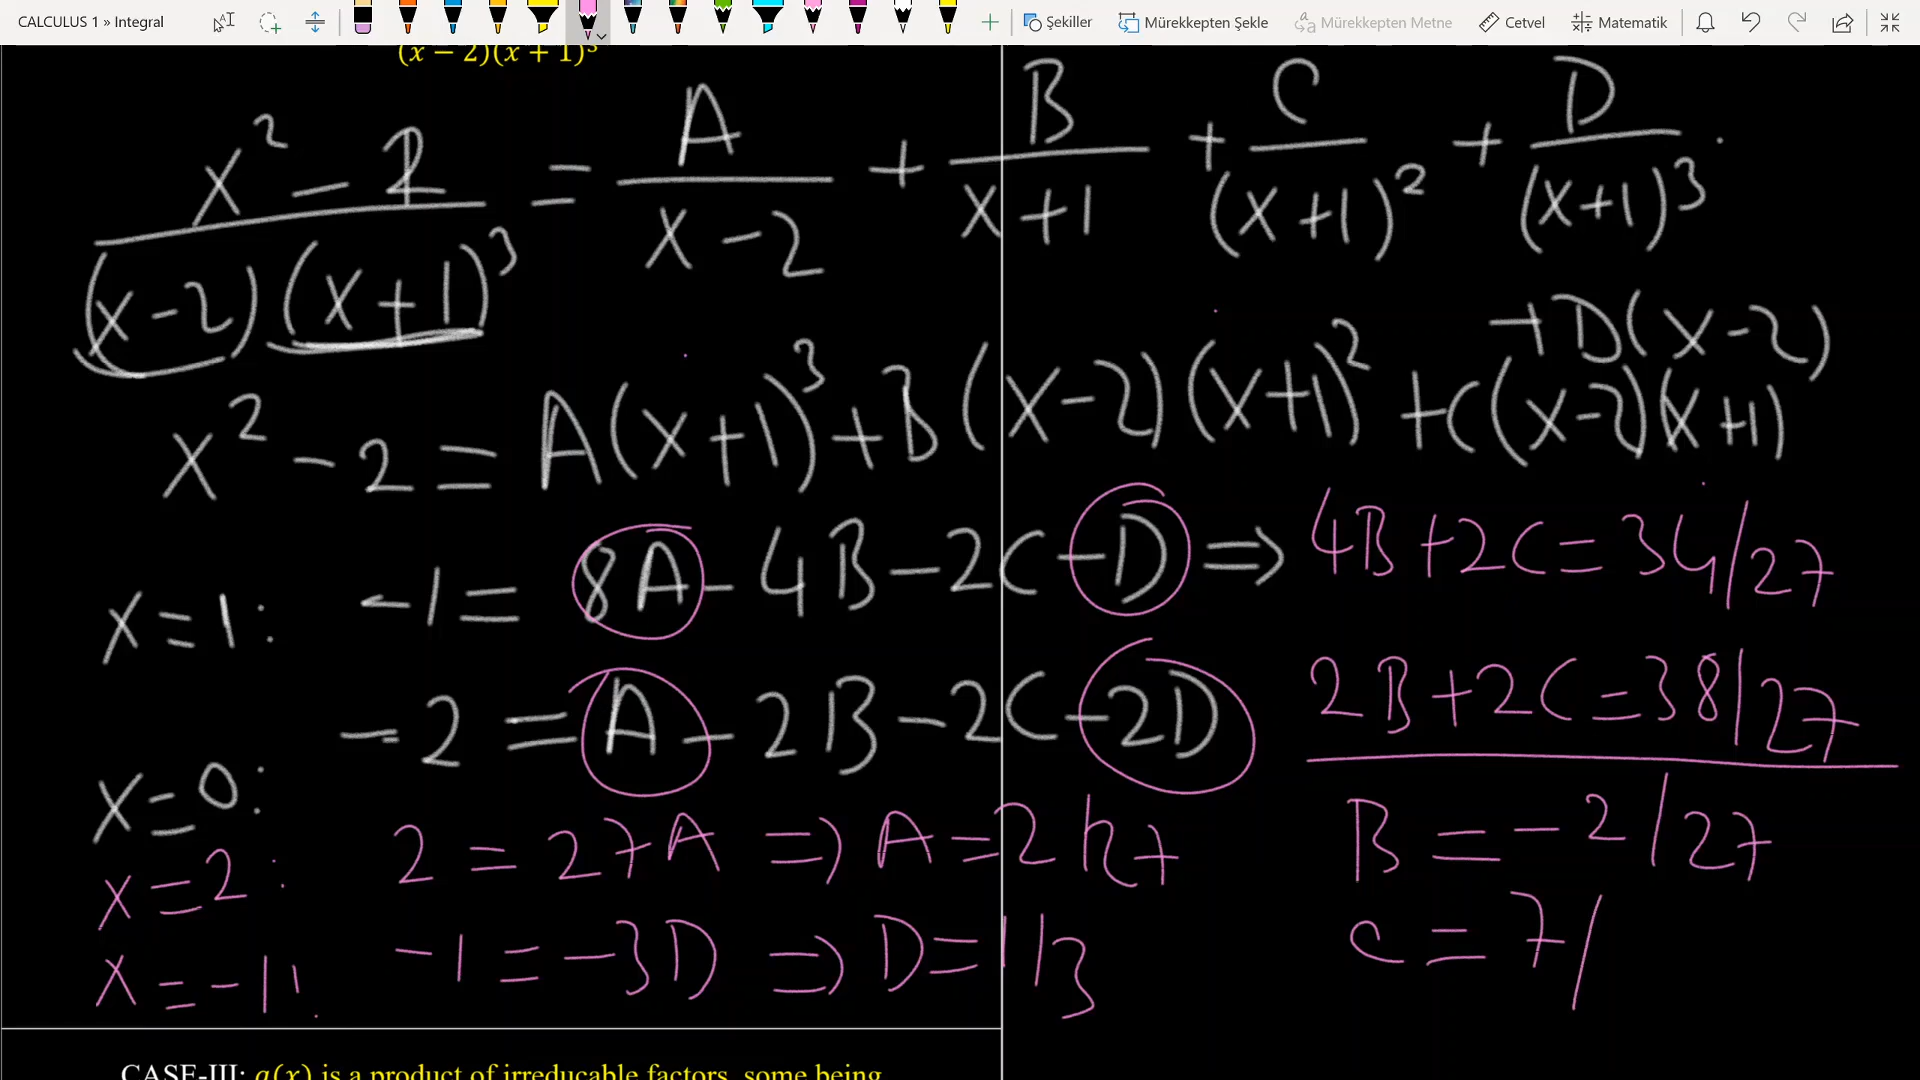 CALCULUS 1 » Integral
Şekiller
Mürekkepten Şekle
Mürekkepten Metne
Cetvel
Matematik
(x − 2)(x + 1)³
(x² − 2)/((x−2)(x+1)³) = A/(x−2) + B/(x+1) + C/(x+1)² + D/(x+1)³
+D(x−2)
x² − 2 = A(x+1)³ + B(x−2)(x+1)² + C(x−2)(x+1)
x=1: −1 = 8A − 4B − 2C − D ⇒ 4B + 2C = 34/27
x=0: −2 = A − 2B − 2C − 2D 2B + 2C = 38/27
x=2: 2 = 27A ⇒ A = 2/27 B = −2/27
x=−1: −1 = −3D ⇒ D = 1/3 C = 7/
CASE-III: q(x) is a product of irreducable factors, some being